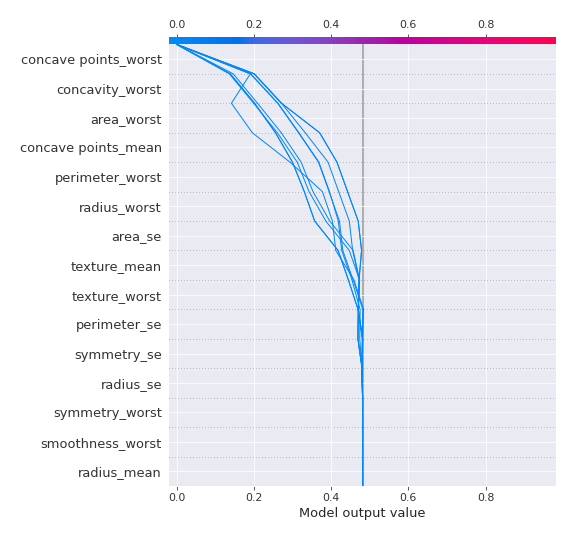 0.0 0.2 0.4 0.6 0.8
concave points_worst
concavity_worst
area_worst
concave points_mean
perimeter_worst
radius_worst
area_se
texture_mean
texture_worst
perimeter_se
symmetry_se
radius_se
symmetry_worst
smoothness_worst
radius_mean
0.0 0.2 0.4 0.6 0.8
Model output value